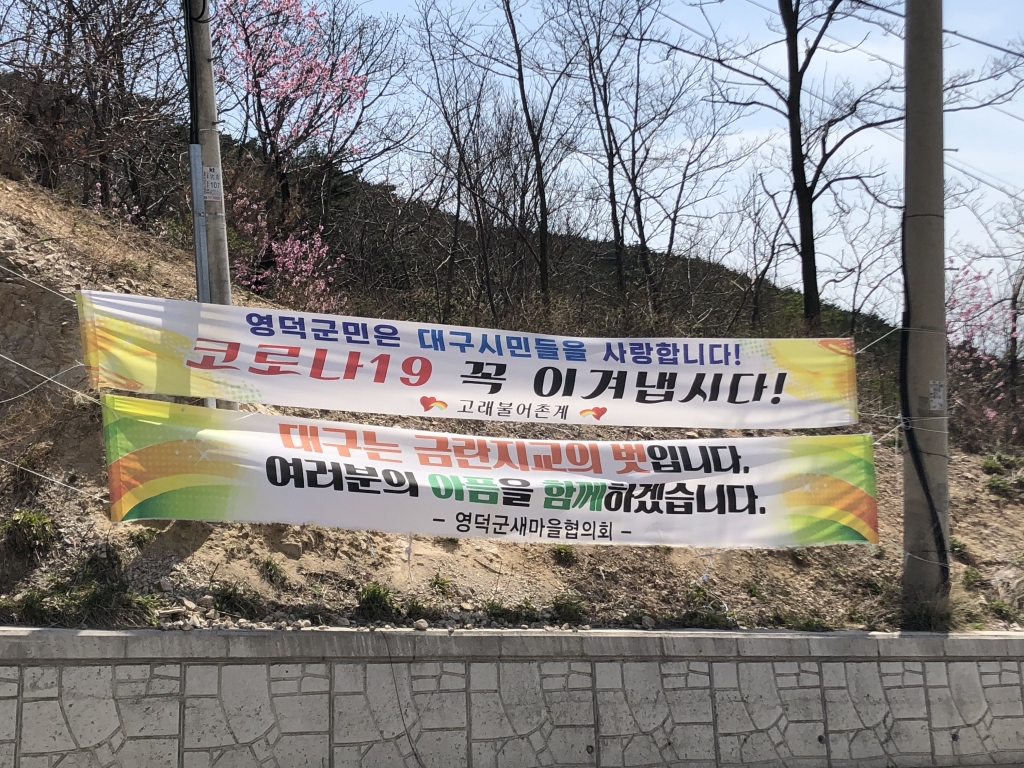 영덕군민은 대구시민들을 사랑합니다!
코로나19 꼭 이겨냅시다!
고래불어촌계
대구는 금란지교의 벗입니다.
여러분의 아픔을 함께하겠습니다.
- 영덕군새마을협의회 -